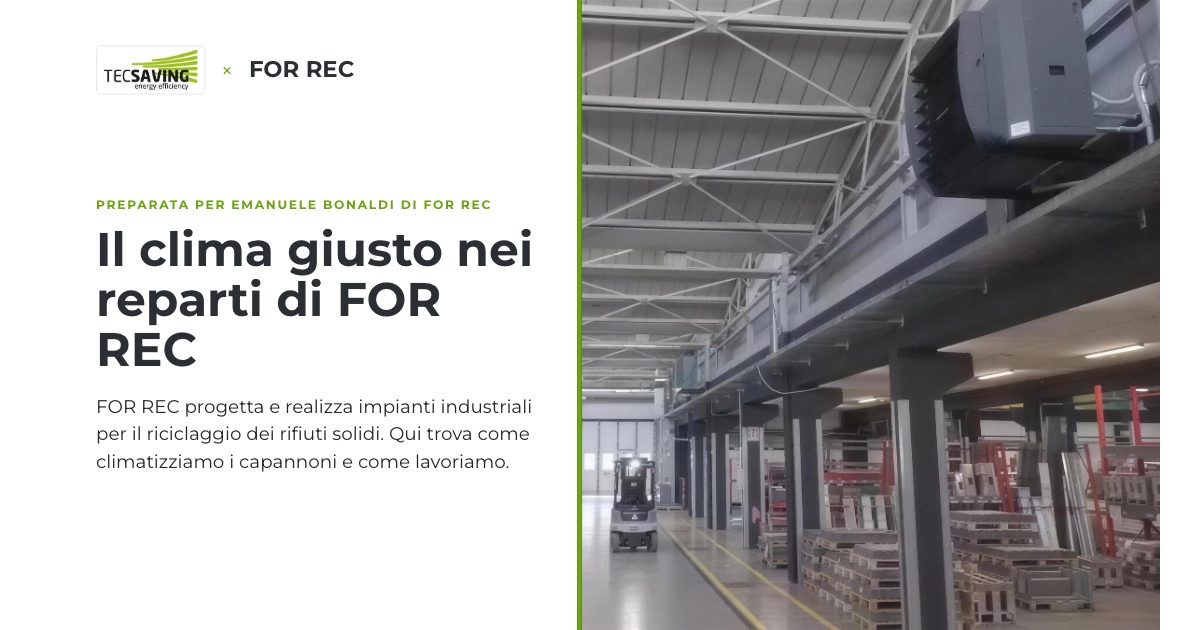 TECSAVING
energy efficiency
× FOR REC
PREPARATA PER EMANUELE BONALDI DI FOR REC
Il clima giusto nei
reparti di FOR
REC
FOR REC progetta e realizza impianti industriali
per il riciclaggio dei rifiuti solidi. Qui trova come
climatizziamo i capannoni e come lavoriamo.